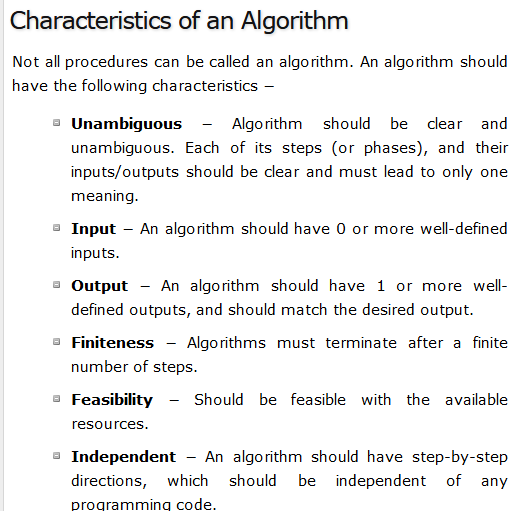 Characteristics of an Algorithm
Not all procedures can be called an algorithm. An algorithm should
have the following characteristics −
Unambiguous − Algorithm should be clear and
unambiguous. Each of its steps (or phases), and their
inputs/outputs should be clear and must lead to only one
meaning.
Input − An algorithm should have 0 or more well-defined
inputs.
Output − An algorithm should have 1 or more well-
defined outputs, and should match the desired output.
Finiteness − Algorithms must terminate after a finite
number of steps.
Feasibility − Should be feasible with the available
resources.
Independent − An algorithm should have step-by-step
directions, which should be independent of any
programming code.